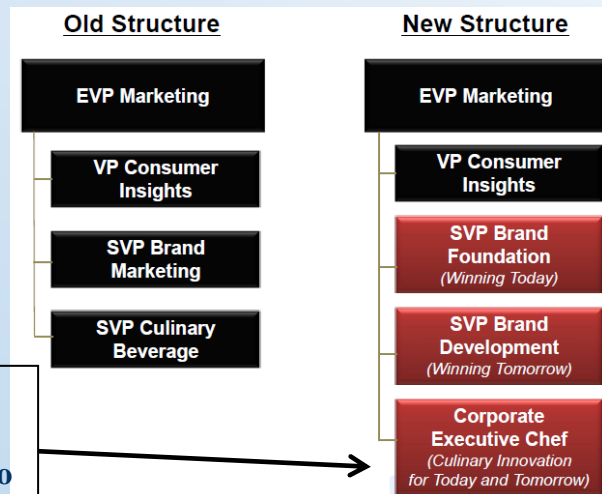 Old Structure
EVP Marketing
VP Consumer
Insights
SVP Brand
Marketing
SVP Culinary
Beverage
New Structure
EVP Marketing
VP Consumer
Insights
SVP Brand
Foundation
(Winning Today)
SVP Brand
Development
(Winning Tomorrow)
Corporate
Executive Chef
(Culinary Innovation
for Today and Tomorrow)